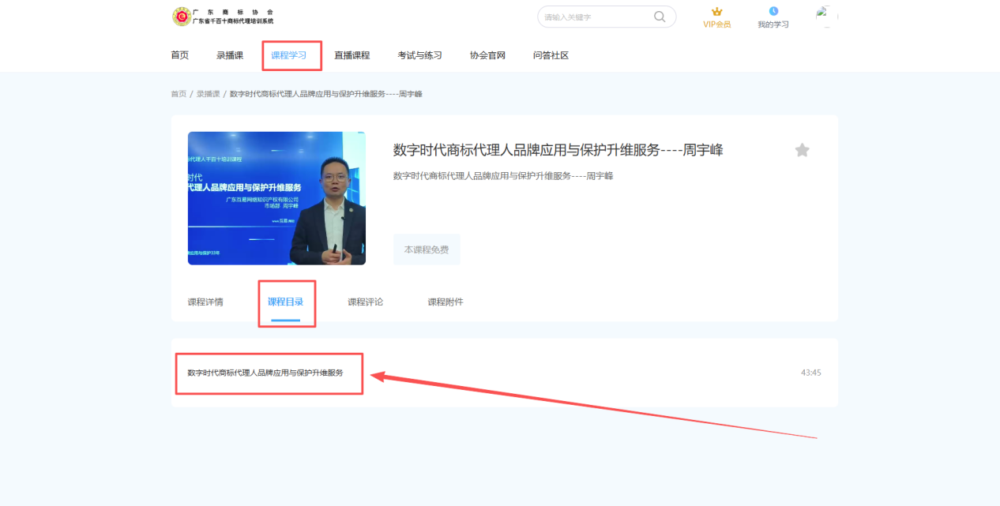 广东商标协会
广东省千百十商标代理培训系统
请输入关键字
VIP会员
我的学习
首页
录播课
课程学习
直播课程
考试与练习
协会官网
问答社区
首页 / 录播课 / 数字时代商标代理人品牌应用与保护升维服务----周宇峰
标代理人千百十培训课程
时代
代理人品牌应用与保护升维服务
广东互易网络知识产权有限公司
市场部 周宇峰
数字时代商标代理人品牌应用与保护升维服务----周宇峰
数字时代商标代理人品牌应用与保护升维服务----周宇峰
本课程免费
课程详情
课程目录
课程评论
课程附件
数字时代商标代理人品牌应用与保护升维服务
43:45